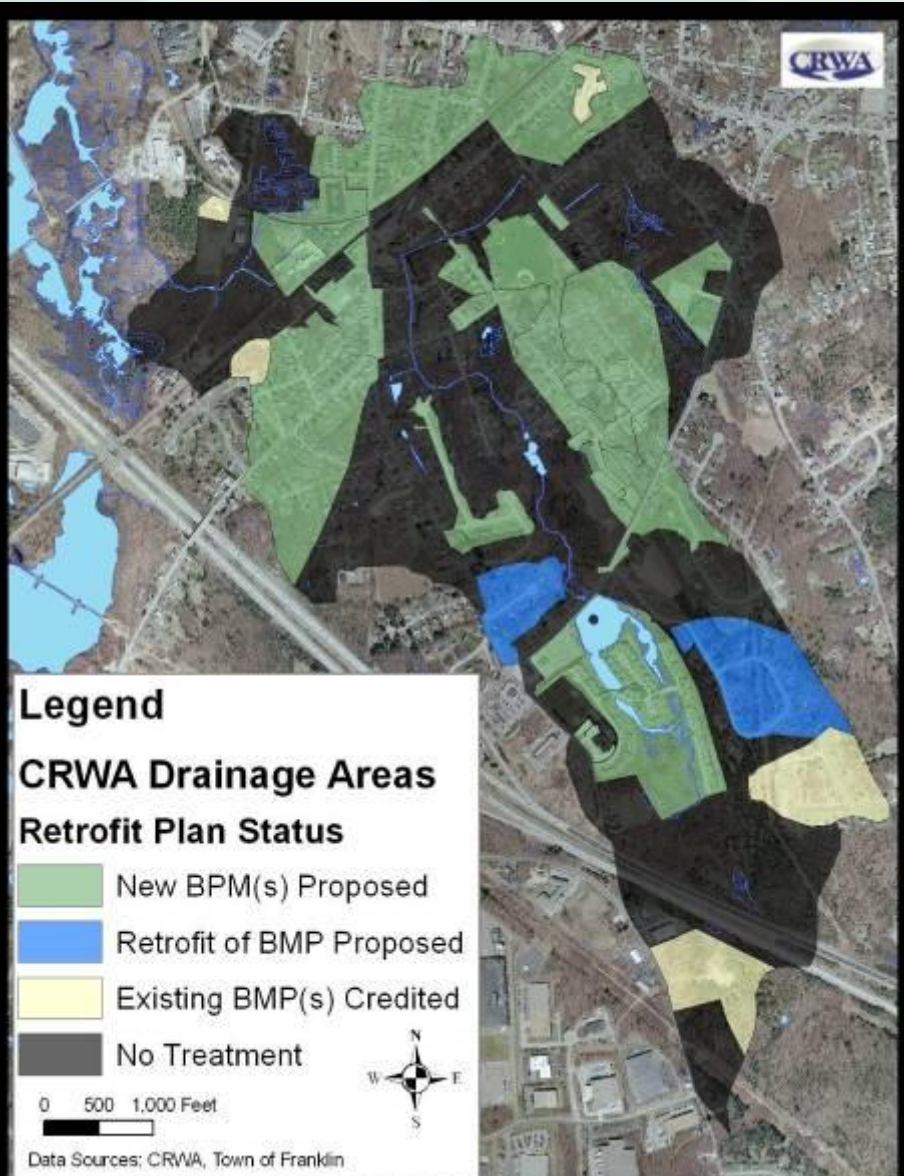 CRWA
Legend
CRWA Drainage Areas
Retrofit Plan Status
New BPM(s) Proposed
Retrofit of BMP Proposed
Existing BMP(s) Credited
No Treatment
N
W E
S
0 500 1,000 Feet
Data Sources: CRWA, Town of Franklin